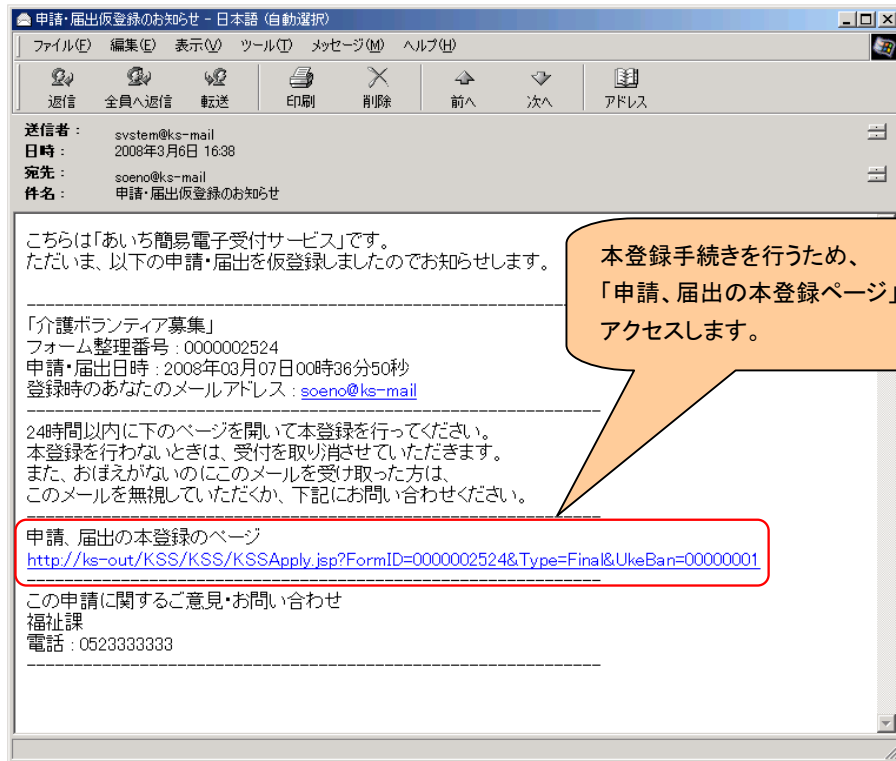 申請・届出仮登録のお知らせ - 日本語 (自動選択)
ファイル(F) 編集(E) 表示(V) ツール(T) メッセージ(M) ヘルプ(H)
返信 全員へ返信 転送 印刷 削除 前へ 次へ アドレス
送信者: system@ks-mail
日時: 2008年3月6日 16:38
宛先: soeno@ks-mail
件名: 申請・届出仮登録のお知らせ
こちらは「あいち簡易電子受付サービス」です。
ただいま、以下の申請・届出を仮登録しましたのでお知らせします。
-------------------------------------------------------------
「介護ボランティア募集」
フォーム整理番号 : 0000002524
申請・届出日時 : 2008年03月07日00時36分50秒
登録時のあなたのメールアドレス : soeno@ks-mail
-------------------------------------------------------------
24時間以内に下のページを開いて本登録を行ってください。
本登録を行わないときは、受付を取り消させていただきます。
また、おぼえがないのにこのメールを受け取った方は、
このメールを無視していただくか、下記にお問い合わせください。
-------------------------------------------------------------
申請、届出の本登録のページ
http://ks-out/KSS/KSS/KSSApply.jsp?FormID=0000002524&Type=Final&UkeBan=00000001
-------------------------------------------------------------
この申請に関するご意見・お問い合わせ
福祉課
電話 : 0523333333
-------------------------------------------------------------
本登録手続きを行うため、
「申請、届出の本登録ページ」
アクセスします。